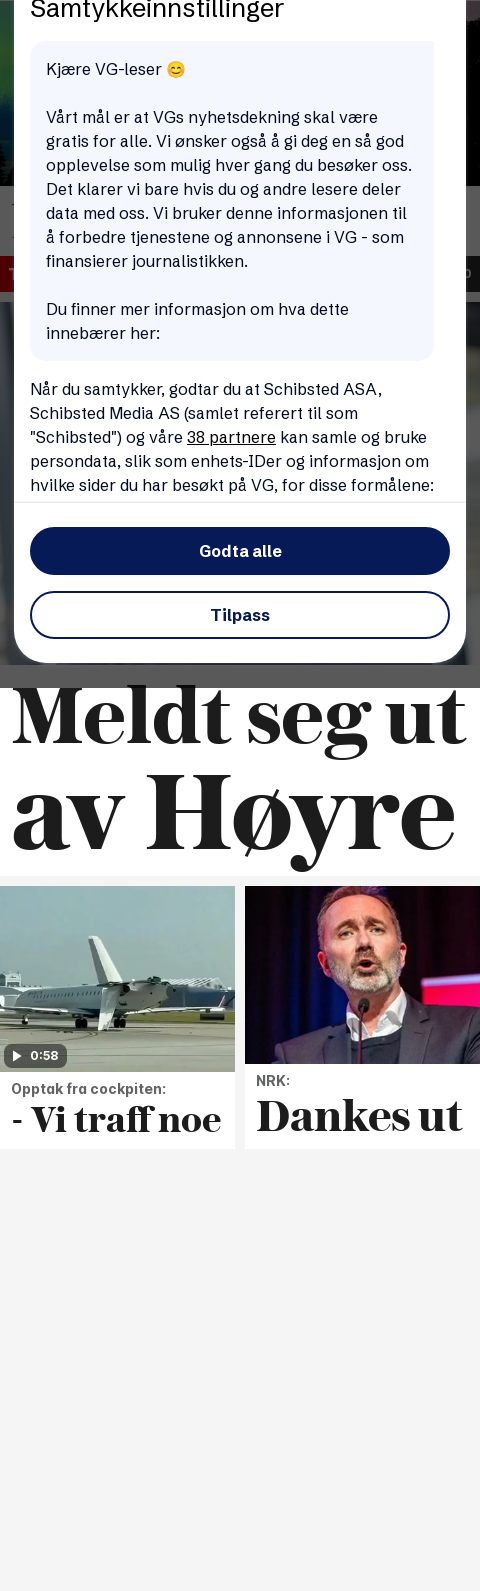 Samtykkeinnstillinger
Kjære VG-leser 😊
Vårt mål er at VGs nyhetsdekning skal være
gratis for alle. Vi ønsker også å gi deg en så god
opplevelse som mulig hver gang du besøker oss.
Det klarer vi bare hvis du og andre lesere deler
data med oss. Vi bruker denne informasjonen til
å forbedre tjenestene og annonsene i VG - som
finansierer journalistikken.
Du finner mer informasjon om hva dette
innebærer her:
Når du samtykker, godtar du at Schibsted ASA,
Schibsted Media AS (samlet referert til som
"Schibsted") og våre 38 partnere kan samle og bruke
persondata, slik som enhets-IDer og informasjon om
hvilke sider du har besøkt på VG, for disse formålene:
Godta alle
Tilpass
Meldt seg ut
av Høyre
0:58
Opptak fra cockpiten:
- Vi traff noe
NRK:
Dankes ut